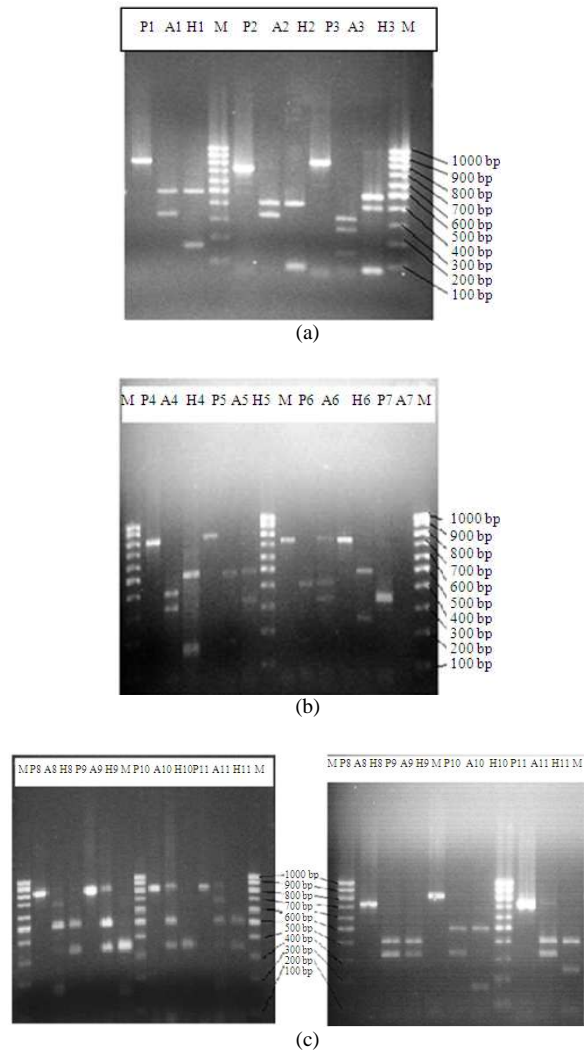 P1 A1 H1 M P2 A2 H2 P3 A3 H3 M
1000 bp
900 bp
800 bp
700 bp
600 bp
500 bp
400 bp
300 bp
200 bp
100 bp
(a)
M P4 A4 H4 P5 A5 H5 M P6 A6 H6 P7 A7 M
1000 bp
900 bp
800 bp
700 bp
600 bp
500 bp
400 bp
300 bp
200 bp
100 bp
(b)
M P8 A8 H8 P9 A9 H9 M P10 A10 H10 P11 A11 H11 M
M P8 A8 H8 P9 A9 H9 M P10 A10 H10 P11 A11 H11 M
1000 bp
900 bp
800 bp
700 bp
600 bp
500 bp
400 bp
300 bp
200 bp
100 bp
(c)